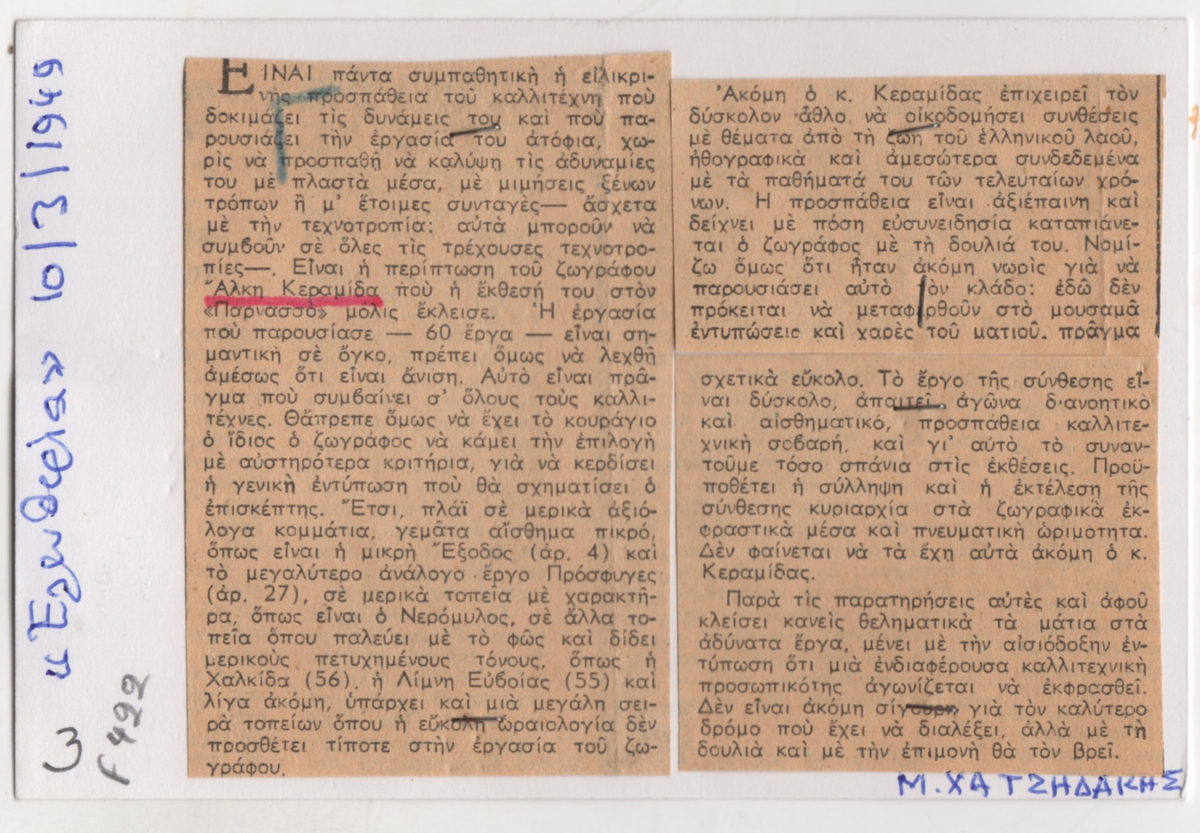 «Ἐλευθερία» 10/3/1949
3
F 422
ΕΙΝΑΙ πάντα συμπαθητικὴ ἡ εἰλικρι-
νὴς προσπάθεια τοῦ καλλιτέχνη ποὺ
δοκιμάζει τὶς δυνάμεις του καὶ ποὺ πα-
ρουσιάζει τὴν ἐργασία του ἀτόφια, χω-
ρὶς νὰ προσπαθῆ νὰ καλύψη τὶς ἀδυναμίες
του μὲ πλαστὰ μέσα, μὲ μιμήσεις ξένων
τρόπων ἢ μ' ἕτοιμες συνταγὲς— ἄσχετα
μὲ τὴν τεχνοτροπία: αὐτὰ μποροῦν νὰ
συμβοῦν σὲ ὅλες τὶς τρέχουσες τεχνοτρο-
πίες—. Εἶναι ἡ περίπτωση τοῦ ζωγράφου
Ἄλκη Κεραμίδα ποὺ ἡ ἔκθεσή του στὸν
«Παρνασσὸ» μόλις ἔκλεισε. Ἡ ἐργασία
ποὺ παρουσίασε — 60 ἔργα — εἶναι ση-
μαντικὴ σὲ ὄγκο, πρέπει ὅμως νὰ λεχθῆ
ἀμέσως ὅτι εἶναι ἄνιση. Αὐτὸ εἶναι πρᾶ-
γμα ποὺ συμβαίνει σ' ὅλους τοὺς καλλι-
τέχνες. Θἄπρεπε ὅμως νὰ ἔχει τὸ κουράγιο
ὁ ἴδιος ὁ ζωγράφος νὰ κάμει τὴν ἐπιλογὴ
μὲ αὐστηρότερα κριτήρια, γιὰ νὰ κερδίσει
ἡ γενικὴ ἐντύπωση ποὺ θὰ σχηματίσει ὁ
ἐπισκέπτης. Ἔτσι, πλάϊ σὲ μερικὰ ἀξιό-
λογα κομμάτια, γεμᾶτα αἴσθημα πικρό,
ὅπως εἶναι ἡ μικρὴ Ἔξοδος (ἀρ. 4) καὶ
τὸ μεγαλύτερο ἀνάλογο ἔργο Πρόσφυγες
(ἀρ. 27), σὲ μερικὰ τοπεῖα μὲ χαρακτῆ-
ρα, ὅπως εἶναι ὁ Νερόμυλος, σὲ ἄλλα το-
πεῖα ὅπου παλεύει μὲ τὸ φῶς καὶ δίδει
μερικοὺς πετυχημένους τόνους, ὅπως ἡ
Χαλκίδα (56), ἡ Λίμνη Εὐβοίας (55) καὶ
λίγα ἀκόμη, ὑπάρχει καὶ μιὰ μεγάλη σει-
ρὰ τοπείων ὅπου ἡ εὔκολη ὡραιολογία δὲν
προσθέτει τίποτε στὴν ἐργασία τοῦ ζω-
γράφου.
Ἀκόμη ὁ κ. Κεραμίδας ἐπιχειρεῖ τὸν
δύσκολον ἆθλο νὰ οἰκοδομήσει συνθέσεις
μὲ θέματα ἀπὸ τὴ ζωὴ τοῦ ἑλληνικοῦ λαοῦ,
ἠθογραφικὰ καὶ ἀμεσώτερα συνδεδεμένα
μὲ τὰ παθήματά του τῶν τελευταίων χρό-
νων. Ἡ προσπάθεια εἶναι ἀξιέπαινη καὶ
δείχνει μὲ πόση εὐσυνειδησία καταπιάνε-
ται ὁ ζωγράφος μὲ τὴ δουλιά του. Νομί-
ζω ὅμως ὅτι ἦταν ἀκόμη νωρὶς γιὰ νὰ
παρουσιάσει αὐτὸ τὸν κλάδο: ἐδῶ δὲν
πρόκειται νὰ μεταφερθοῦν στὸ μουσαμᾶ
ἐντυπώσεις καὶ χαρὲς τοῦ ματιοῦ, πρᾶγμα
σχετικὰ εὔκολο. Τὸ ἔργο τῆς σύνθεσης εἶ-
ναι δύσκολο, ἀπαιτεῖ ἀγῶνα διανοητικὸ
καὶ αἰσθηματικό, προσπάθεια καλλιτε-
χνικὴ σοβαρή, καὶ γι' αὐτὸ τὸ συναν-
τοῦμε τόσο σπάνια στὶς ἐκθέσεις. Προϋ-
ποθέτει ἡ σύλληψη καὶ ἡ ἐκτέλεση τῆς
σύνθεσης κυριαρχία στὰ ζωγραφικὰ ἐκ-
φραστικὰ μέσα καὶ πνευματικὴ ὡριμότητα.
Δὲν φαίνεται νὰ τὰ ἔχη αὐτὰ ἀκόμη ὁ κ.
Κεραμίδας.
Παρὰ τὶς παρατηρήσεις αὐτὲς καὶ ἀφοῦ
κλείσει κανεὶς θεληματικὰ τὰ μάτια στὰ
ἀδύνατα ἔργα, μένει μὲ τὴν αἰσιόδοξην ἐν-
τύπωση ὅτι μιὰ ἐνδιαφέρουσα καλλιτεχνικὴ
προσωπικότης ἀγωνίζεται νὰ ἐκφρασθεῖ.
Δὲν εἶναι ἀκόμη σίγουρη γιὰ τὸν καλύτερο
δρόμο ποὺ ἔχει νὰ διαλέξει, ἀλλὰ μὲ τὴ
δουλιὰ καὶ μὲ τὴν ἐπιμονὴ θὰ τὸν βρεῖ.
Μ. ΧΑΤΖΗΔΑΚΗΣ